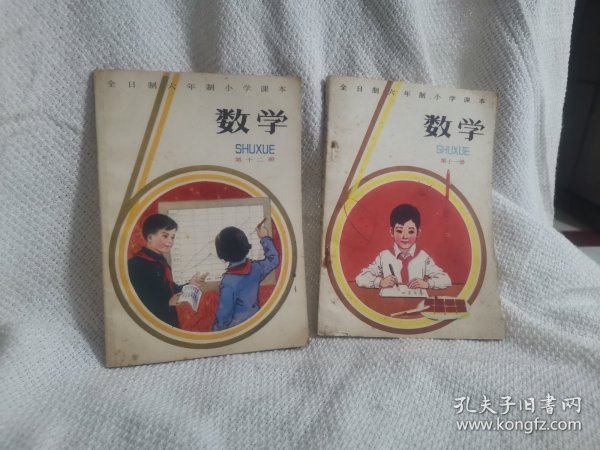 全日制六年制小学课本
数学
SHUXUE
第十二册
全日制六年制小学课本
数学
SHUXUE
第十一册
孔夫子旧书网
www.kongfz.com